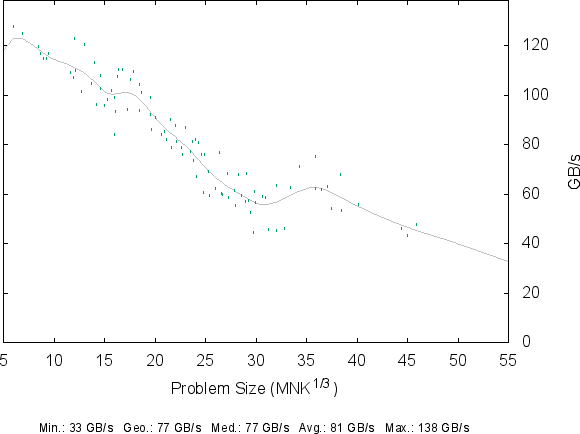 120
100
80
60
40
20
0
GB/s
5 10 15 20 25 30 35 40 45 50 55
Problem Size (MNK^1/3)
Min.: 33 GB/s Geo.: 77 GB/s Med.: 77 GB/s Avg.: 81 GB/s Max.: 138 GB/s